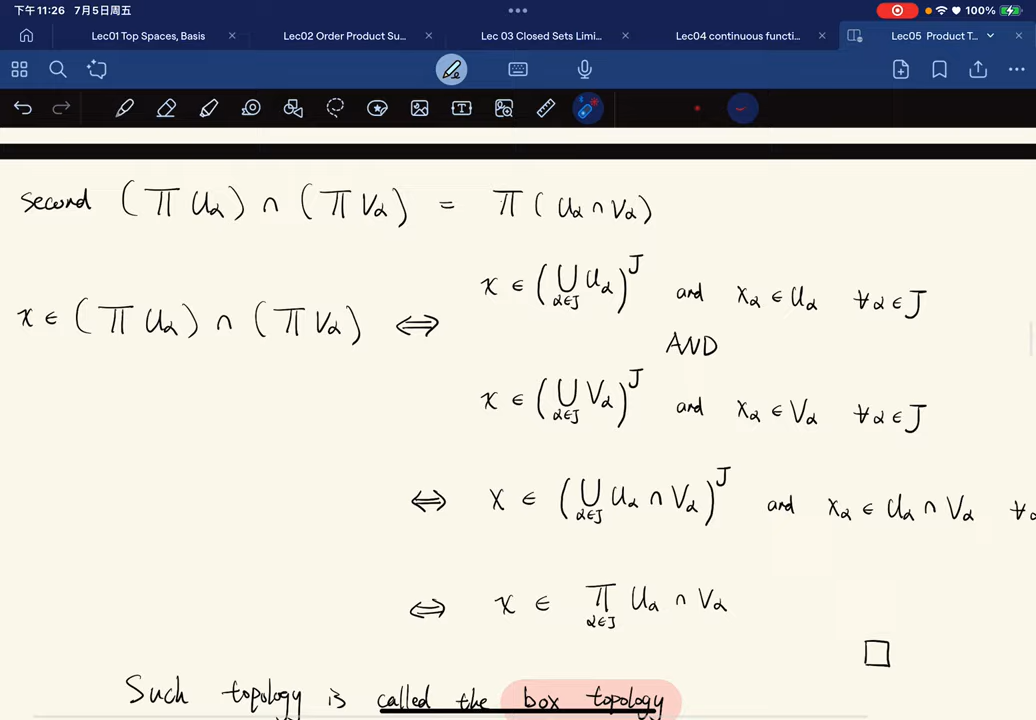 下午11:26 7月5日周五
100%
Lec01 Top Spaces, Basis × Lec02 Order Product Su... × Lec 03 Closed Sets Limi... × Lec04 continuous functi... × Lec05 Product T... ×
second (∏ Uα) ∩ (∏ Vα) = ∏ (Uα ∩ Vα)
x ∈ (⋃_{α∈J} Uα)^J and xα ∈ Uα ∀α ∈ J
x ∈ (∏ Uα) ∩ (∏ Vα) ⇔
AND
x ∈ (⋃_{α∈J} Vα)^J and xα ∈ Vα ∀α ∈ J
⇔ x ∈ (⋃_{α∈J} Uα ∩ Vα)^J and xα ∈ Uα ∩ Vα ∀α
⇔ x ∈ ∏_{α∈J} Uα ∩ Vα
□
Such topology is called the box topology